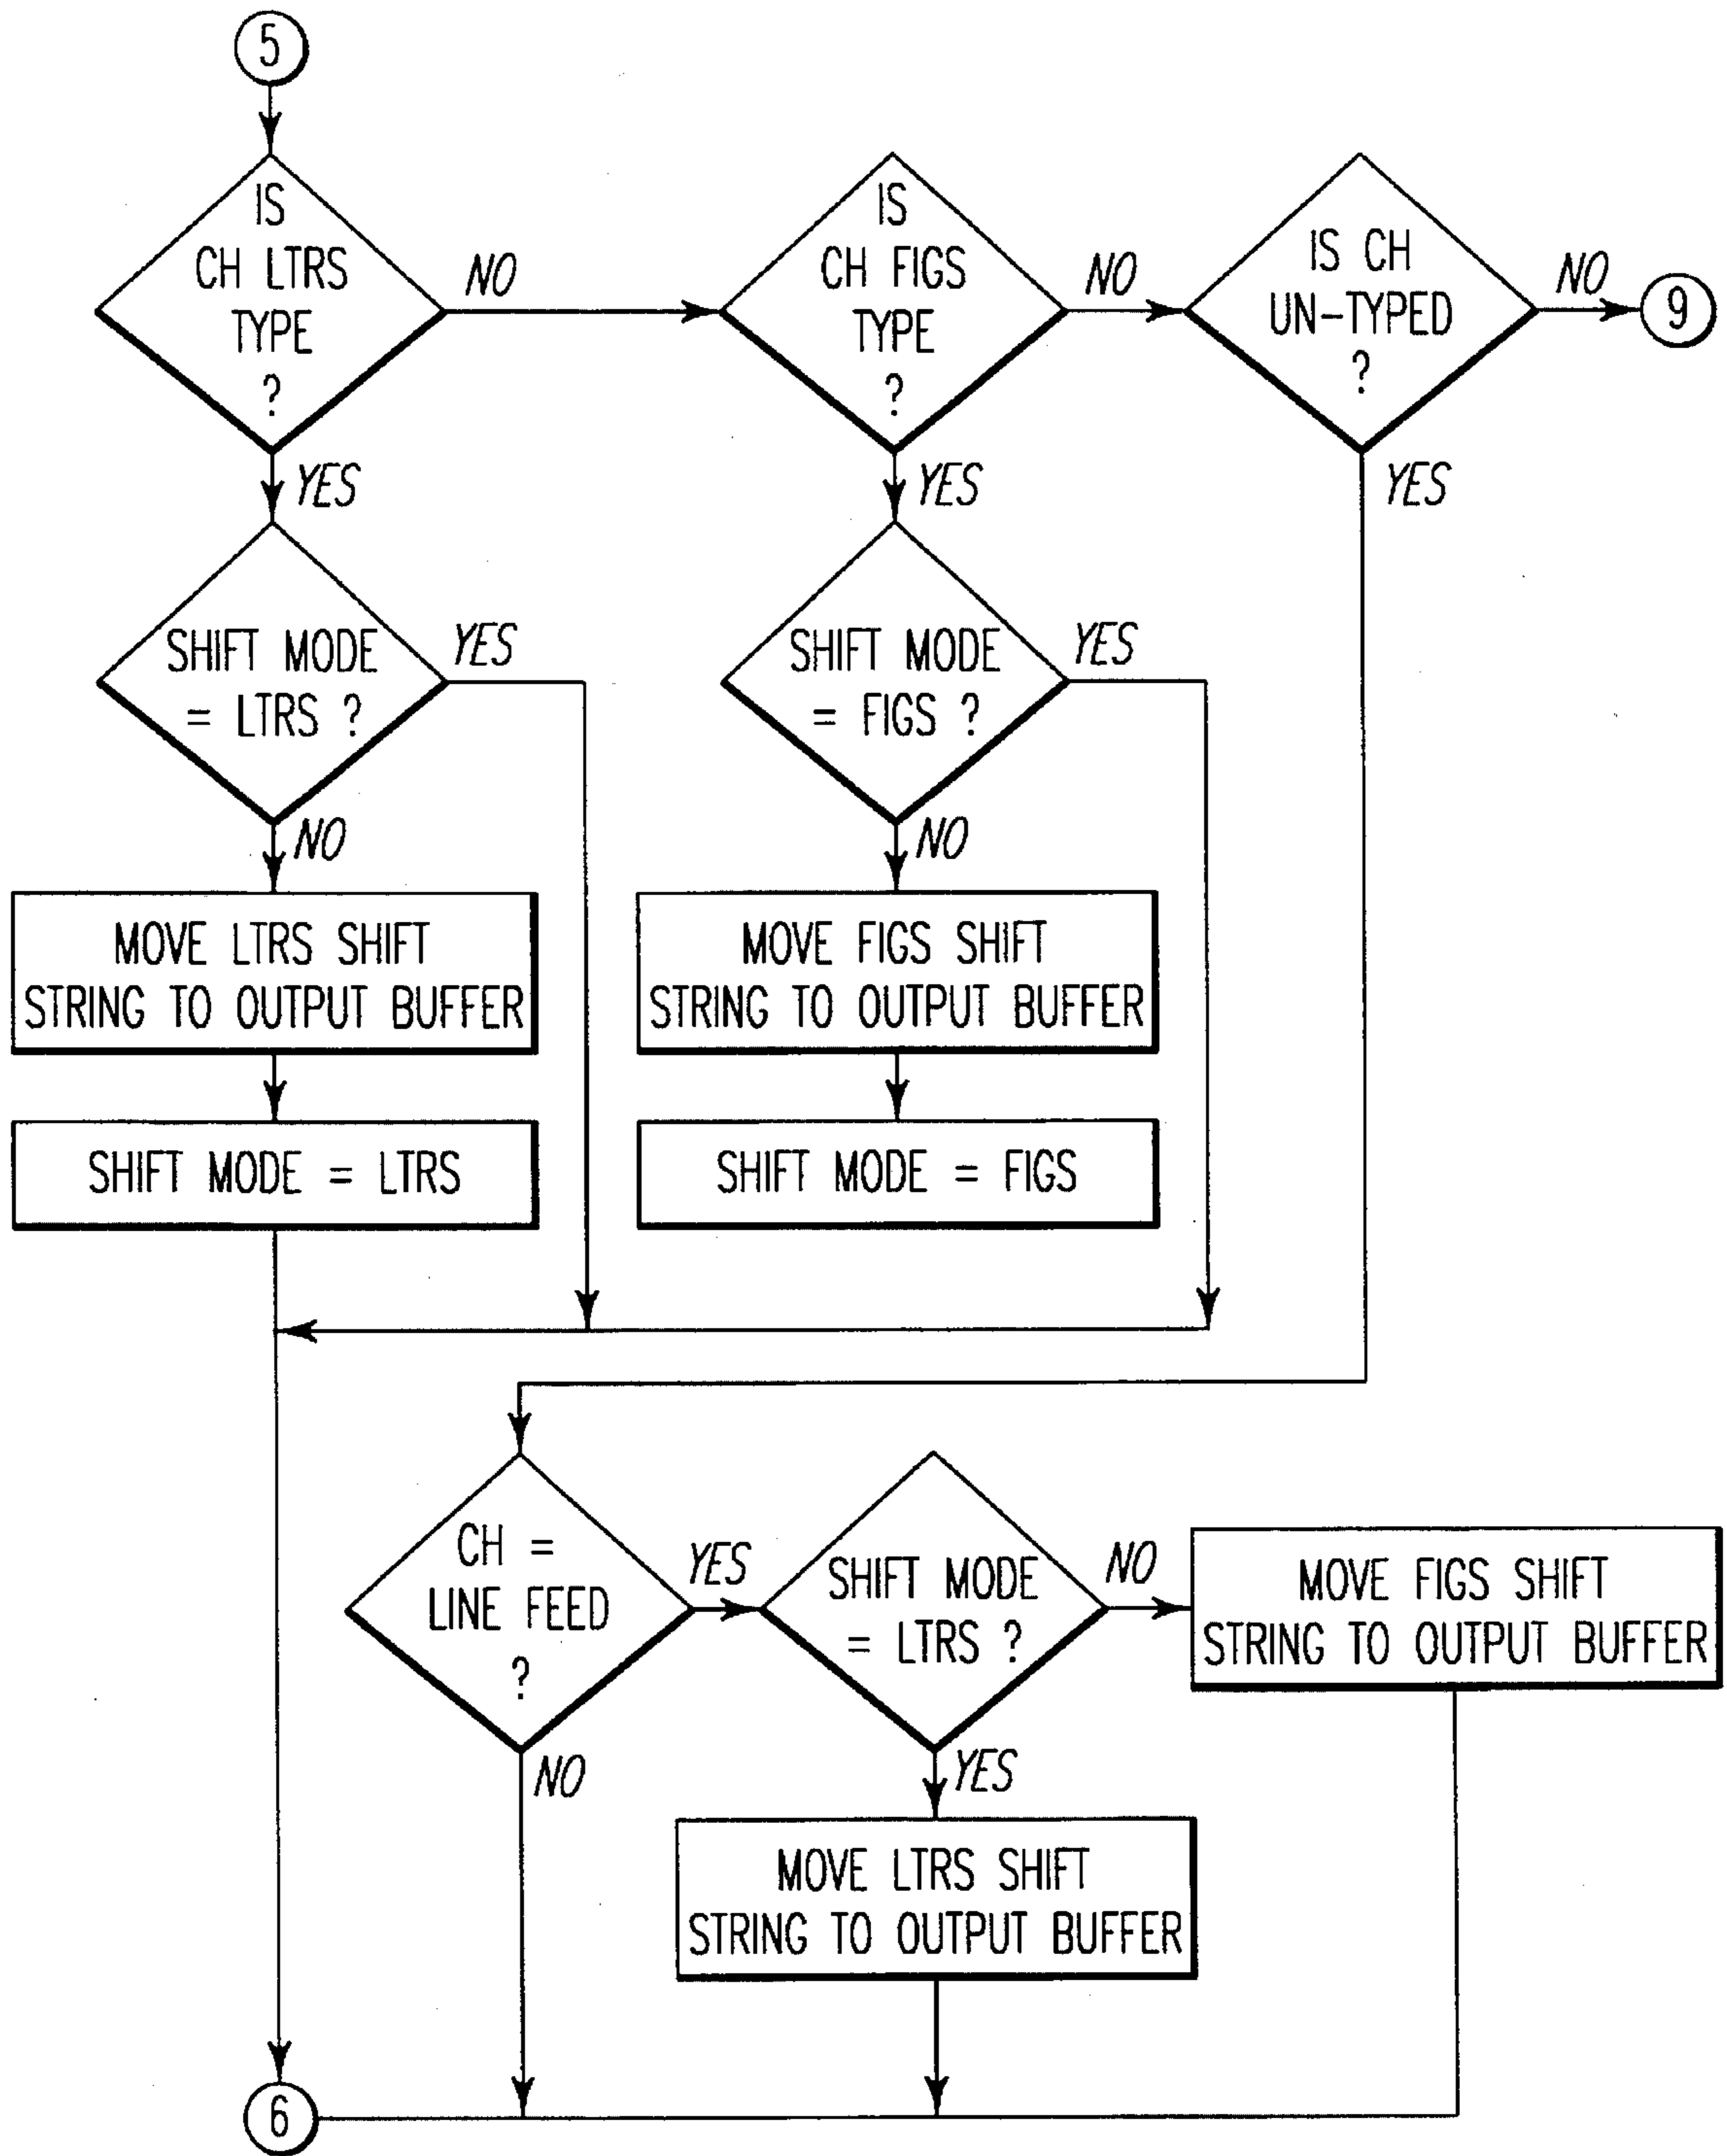 5
IS
CH LTRS
TYPE
?
NO
IS
CH FIGS
TYPE
?
NO
IS CH
UN-TYPED
?
NO
9
YES
YES
YES
SHIFT MODE
= LTRS ?
YES
SHIFT MODE
= FIGS ?
YES
NO
NO
MOVE LTRS SHIFT
STRING TO OUTPUT BUFFER
MOVE FIGS SHIFT
STRING TO OUTPUT BUFFER
SHIFT MODE = LTRS
SHIFT MODE = FIGS
CH =
LINE FEED
?
YES
SHIFT MODE
= LTRS ?
NO
MOVE FIGS SHIFT
STRING TO OUTPUT BUFFER
NO
YES
MOVE LTRS SHIFT
STRING TO OUTPUT BUFFER
6